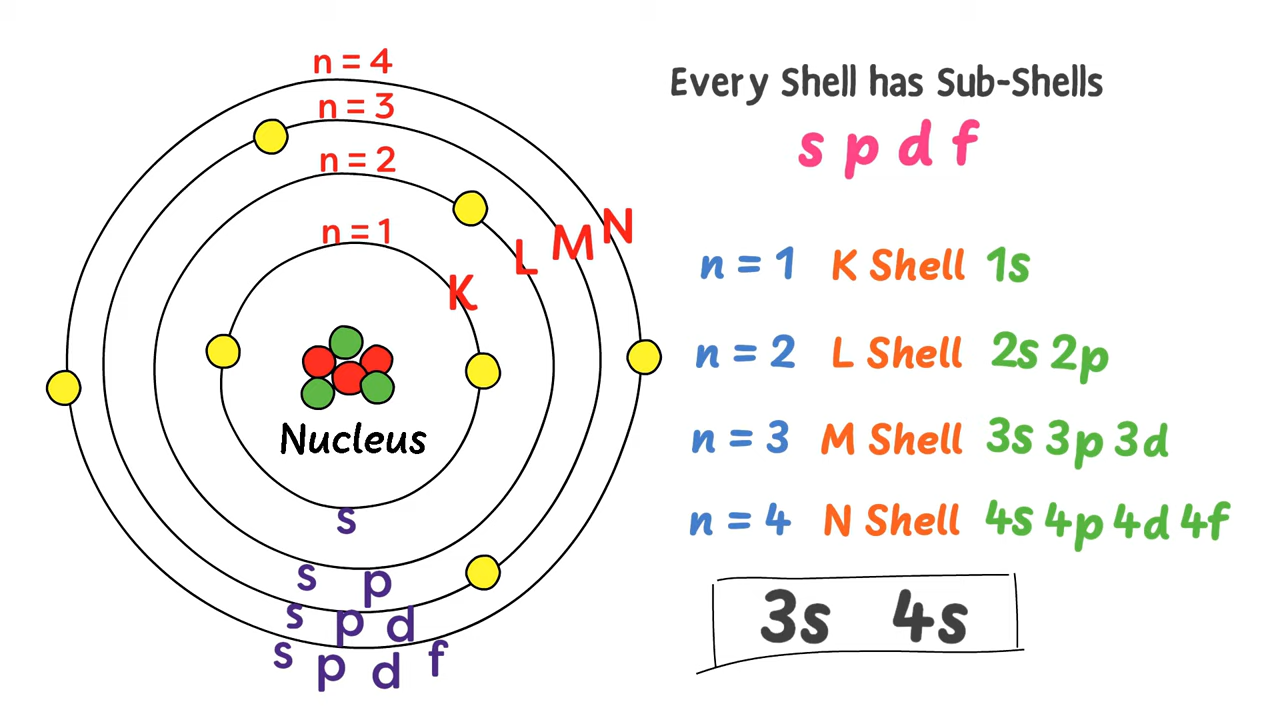 n = 4
n = 3
n = 2
n = 1
K L M N
Nucleus
s
s p
s p d
s p d f
Every Shell has Sub-Shells
s p d f
n = 1 K Shell 1s
n = 2 L Shell 2s 2p
n = 3 M Shell 3s 3p 3d
n = 4 N Shell 4s 4p 4d 4f
3s 4s